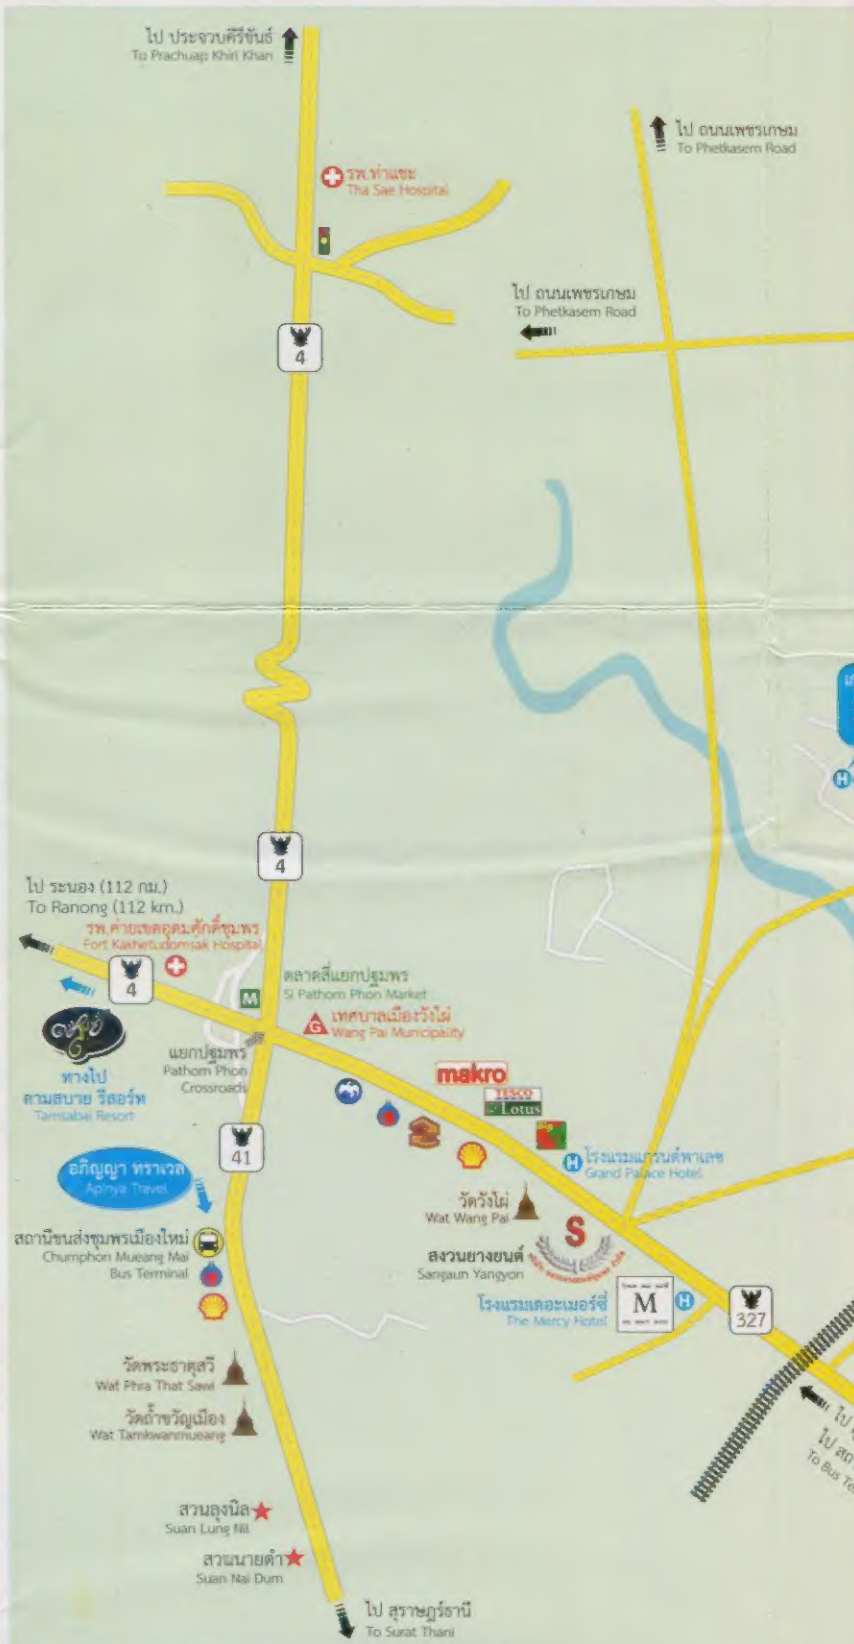 ไป ประจวบคีรีขันธ์
To Prachuap Khiri Khan
ไป ถนนเพชรเกษม
To Phetkasem Road
รพ.ท่าแซะ
Tha Sae Hospital
ไป ถนนเพชรเกษม
To Phetkasem Road
4
4
ไป ระนอง (112 กม.)
To Ranong (112 km.)
รพ.ค่ายเขตอุดมศักดิ์ชุมพร
Fort Kakhetudomsak Hospital
4
M
ตลาดสี่แยกปฐมพร
Si Pathom Phon Market
G
เทศบาลเมืองวังไผ่
Wang Pai Municipality
แยกปฐมพร
Pathom Phon
Crossroads
ทางไป
ตามสบาย รีสอร์ท
Tamsabai Resort
makro
TESCO
Lotus
41
H
โรงแรมแกรนด์พาเลซ
Grand Palace Hotel
อภิญญา ทราเวล
Apinya Travel
วัดวังไผ่
Wat Wang Pai
S
สถานีขนส่งชุมพรเมืองใหม่
Chumphon Mueang Mai
Bus Terminal
สงวนยางยนต์
Sangaun Yangyon
โรงแรมเดอะเมอร์ซี่
The Mercy Hotel
M
H
327
H
วัดพระธาตุสวี
Wat Phra That Sawi
วัดถ้ำขวัญเมือง
Wat Tamkwanmueang
ไป
ไป
To Bus
สวนลุงนิล
Suan Lung Nil
สวนนายดำ
Suan Nai Dum
ไป สุราษฎร์ธานี
To Surat Thani